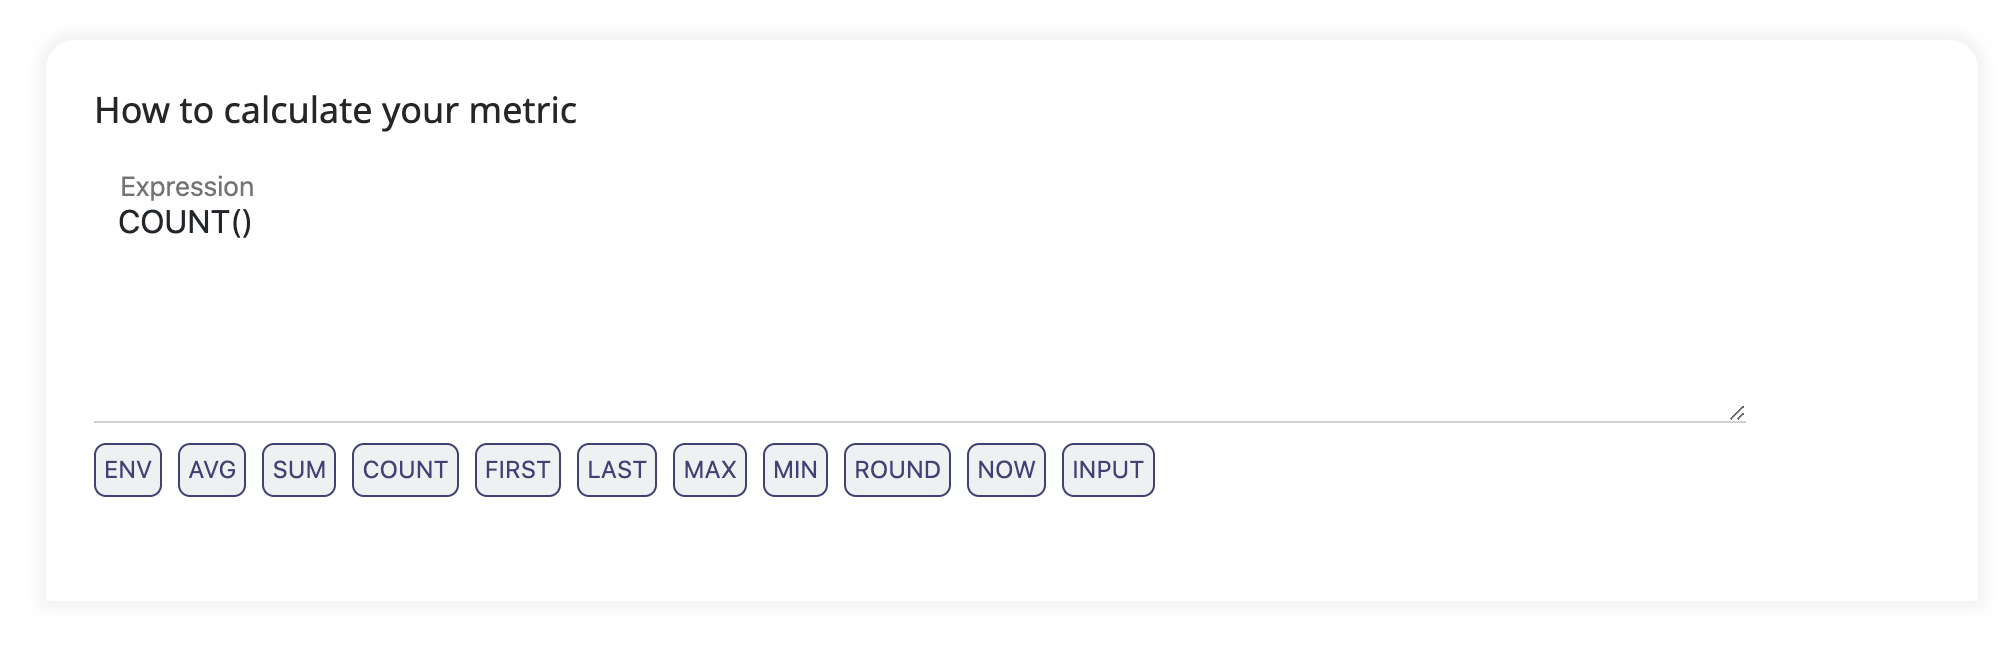 How to calculate your metric
Expression
COUNT()
ENV AVG SUM COUNT FIRST LAST MAX MIN ROUND NOW INPUT